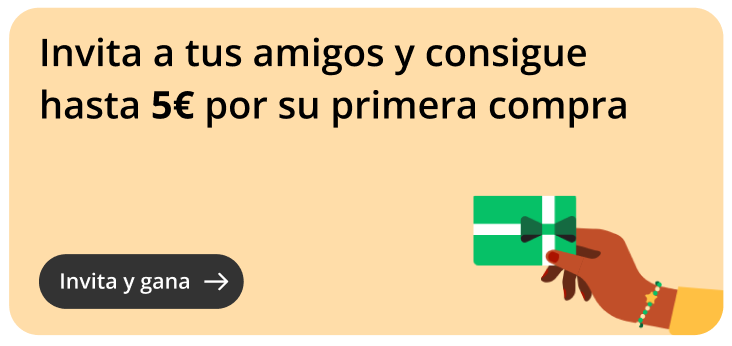 Invita a tus amigos y consigue
hasta 5€ por su primera compra
Invita y gana